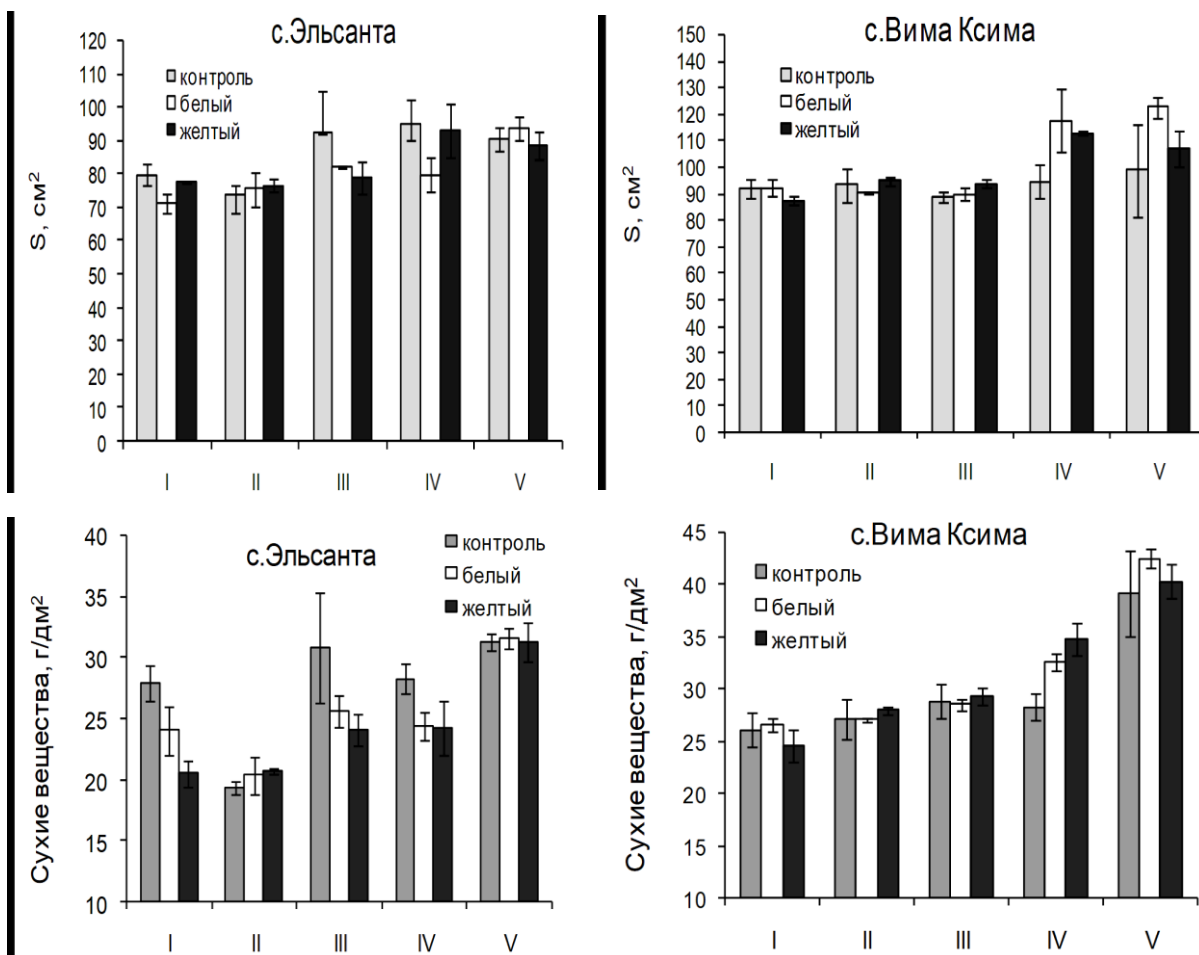 с.Эльсанта
контроль
белый
желтый
S, см²
120
110
100
90
80
70
60
50
40
30
20
10
0
I II III IV V
с.Вима Ксима
контроль
белый
желтый
S, см²
150
140
130
120
110
100
90
80
70
60
50
40
30
20
10
0
I II III IV V
с.Эльсанта
контроль
белый
желтый
Сухие вещества, г/дм²
40
35
30
25
20
15
10
I II III IV V
с.Вима Ксима
контроль
белый
желтый
Сухие вещества, г/дм²
45
40
35
30
25
20
15
10
I II III IV V